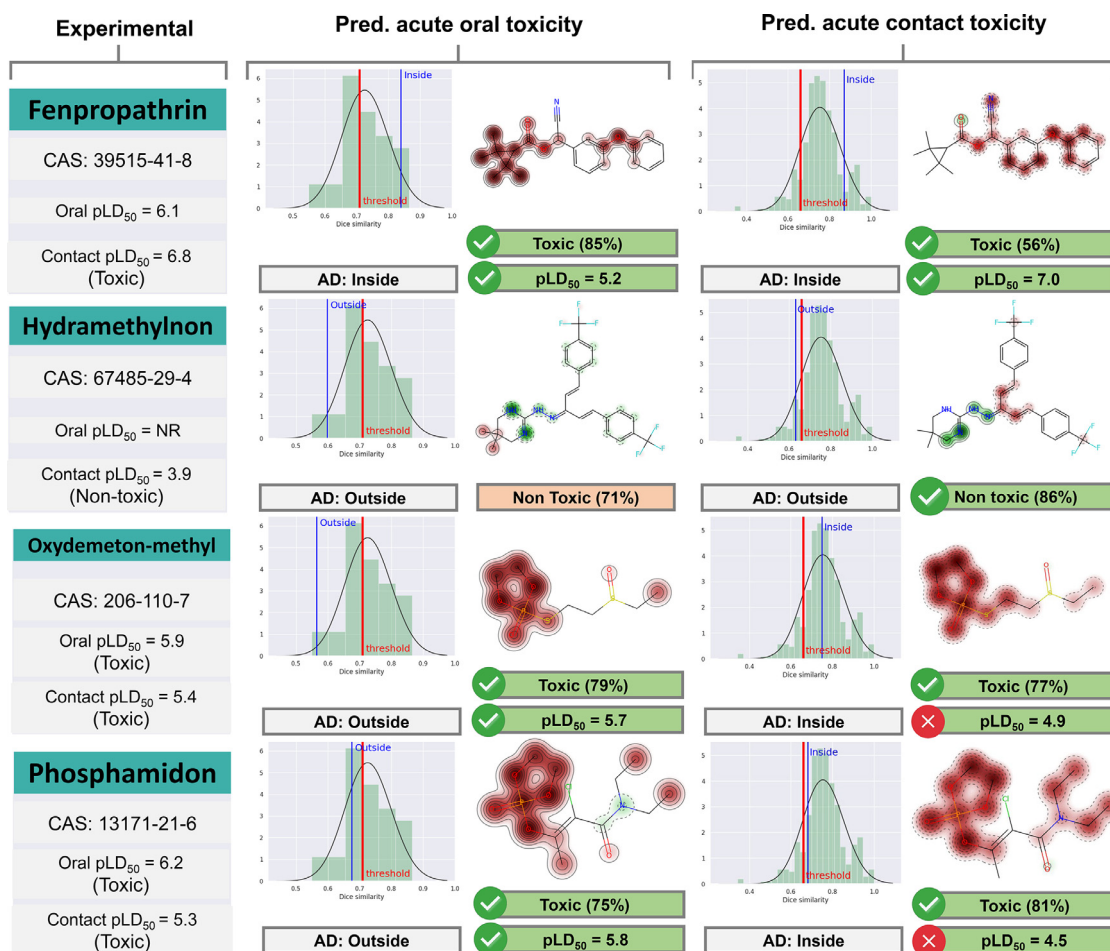 Experimental
Pred. acute oral toxicity
Pred. acute contact toxicity
Fenpropathrin
CAS: 39515-41-8
Oral pLD50 = 6.1
Contact pLD50 = 6.8
(Toxic)
Inside
threshold
Dice similarity
AD: Inside
Toxic (85%)
pLD50 = 5.2
Inside
threshold
Dice similarity
AD: Inside
Toxic (56%)
pLD50 = 7.0
Hydramethylnon
CAS: 67485-29-4
Oral pLD50 = NR
Contact pLD50 = 3.9
(Non-toxic)
Outside
threshold
Dice similarity
AD: Outside
Non Toxic (71%)
Outside
threshold
Dice similarity
AD: Outside
Non toxic (86%)
Oxydemeton-methyl
CAS: 206-110-7
Oral pLD50 = 5.9
(Toxic)
Contact pLD50 = 5.4
(Toxic)
Outside
threshold
Dice similarity
AD: Outside
Toxic (79%)
pLD50 = 5.7
Inside
threshold
Dice similarity
AD: Inside
Toxic (77%)
pLD50 = 4.9
Phosphamidon
CAS: 13171-21-6
Oral pLD50 = 6.2
(Toxic)
Contact pLD50 = 5.3
(Toxic)
Outside
threshold
Dice similarity
AD: Outside
Toxic (75%)
pLD50 = 5.8
Inside
threshold
Dice similarity
AD: Inside
Toxic (81%)
pLD50 = 4.5